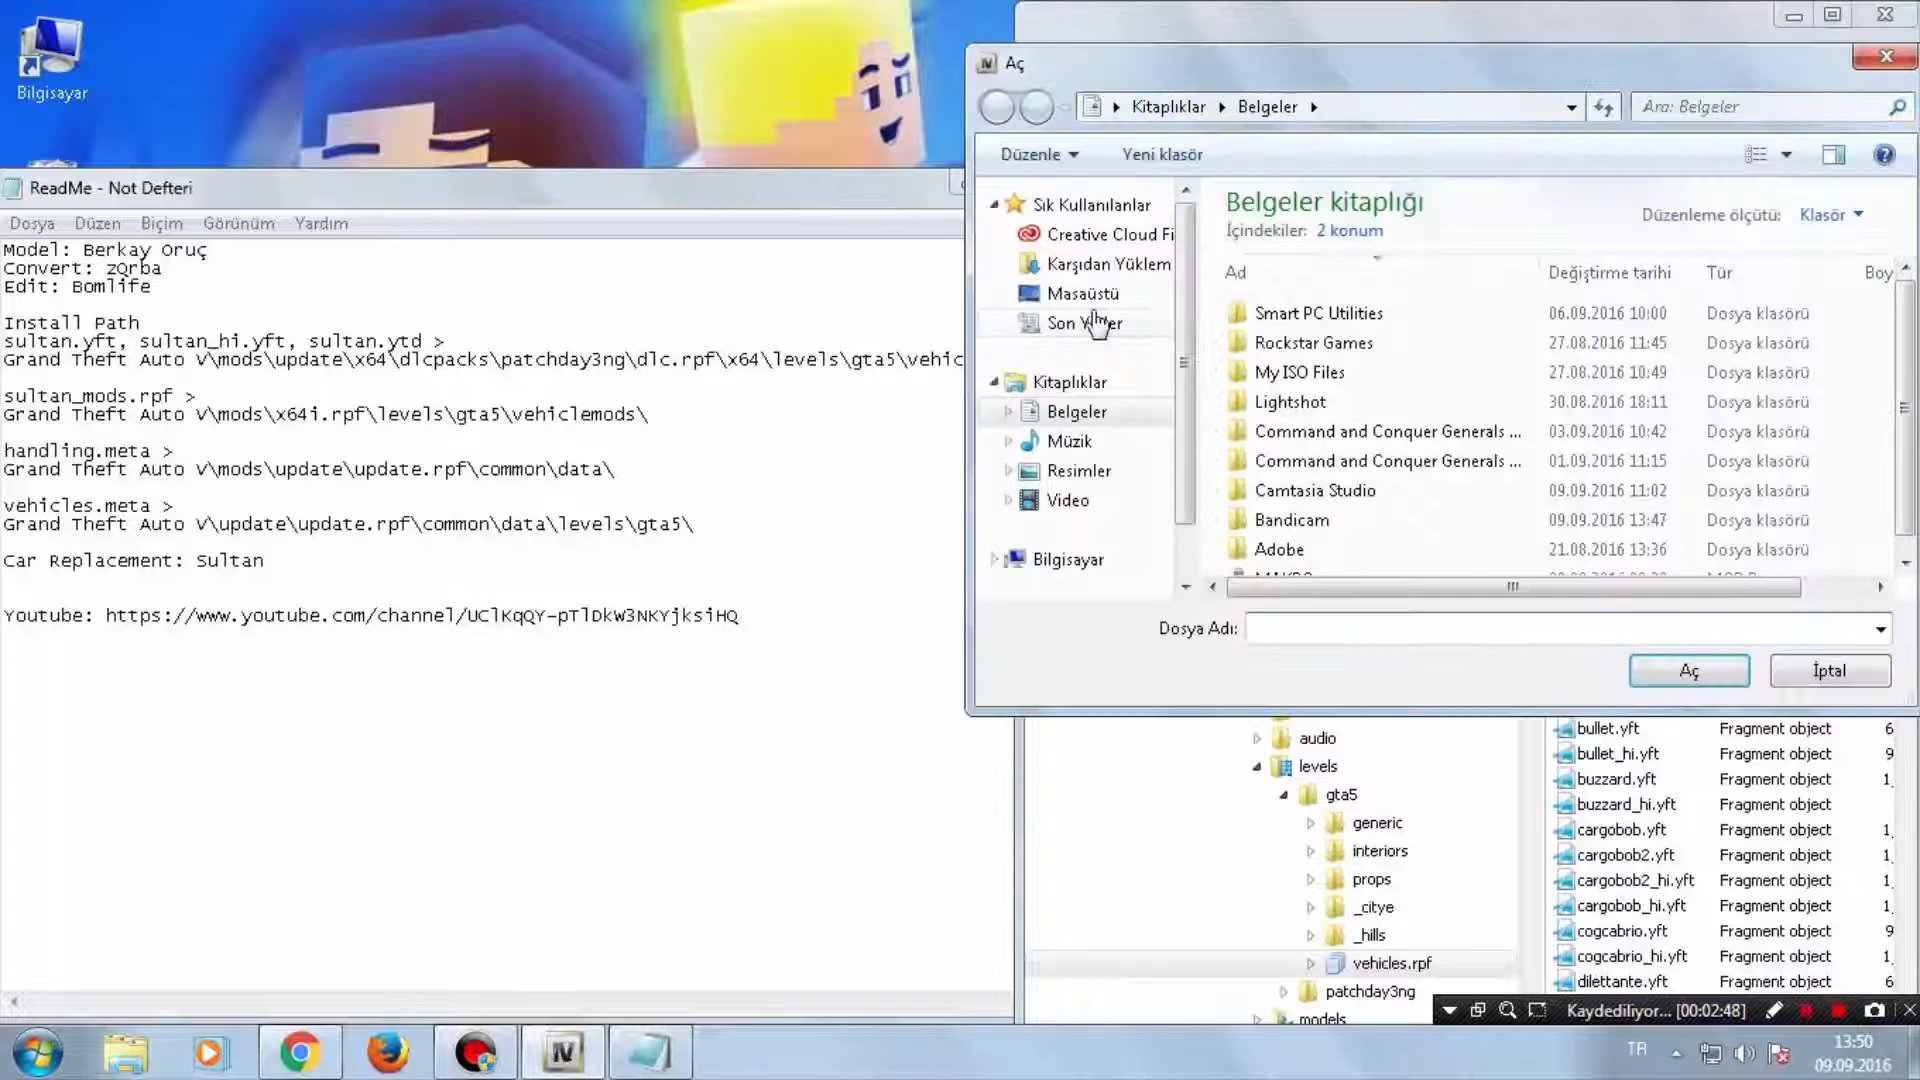 Bilgisayar
ReadMe - Not Defteri
Dosya Düzen Biçim Görünüm Yardım
Model: Berkay Oruç
Convert: zQrba
Edit: Bomlife
Install Path
sultan.yft, sultan_hi.yft, sultan.ytd >
Grand Theft Auto V\mods\update\x64\dlcpacks\patchday3ng\dlc.rpf\x64\levels\gta5\vehic
sultan_mods.rpf >
Grand Theft Auto V\mods\x64i.rpf\levels\gta5\vehiclemods\
handling.meta >
Grand Theft Auto V\mods\update\update.rpf\common\data\
vehicles.meta >
Grand Theft Auto V\update\update.rpf\common\data\levels\gta5\
Car Replacement: Sultan
Youtube: https://www.youtube.com/channel/UClKqQY-pTlDkW3NKYjksiHQ
Aç
Kitaplıklar Belgeler
Ara: Belgeler
Düzenle Yeni klasör
Sık Kullanılanlar
Creative Cloud Fi
Karşıdan Yüklem
Masaüstü
Son Yerler
Kitaplıklar
Belgeler
Müzik
Resimler
Video
Bilgisayar
Belgeler kitaplığı
İçindekiler: 2 konum
Düzenleme ölçütü: Klasör
Ad Değiştirme tarihi Tür Boy
Smart PC Utilities 06.09.2016 10:00 Dosya klasörü
Rockstar Games 27.08.2016 11:45 Dosya klasörü
My ISO Files 27.08.2016 10:49 Dosya klasörü
Lightshot 30.08.2016 18:11 Dosya klasörü
Command and Conquer Generals ... 03.09.2016 10:42 Dosya klasörü
Command and Conquer Generals ... 01.09.2016 11:15 Dosya klasörü
Camtasia Studio 09.09.2016 11:02 Dosya klasörü
Bandicam 09.09.2016 13:47 Dosya klasörü
Adobe 21.08.2016 13:36 Dosya klasörü
Dosya Adı:
Aç İptal
audio
levels
gta5
generic
interiors
props
_citye
_hills
vehicles.rpf
patchday3ng
models
bullet.yft Fragment object 6
bullet_hi.yft Fragment object 9
buzzard.yft Fragment object 1
buzzard_hi.yft Fragment object
cargobob.yft Fragment object 1
cargobob2.yft Fragment object 1
cargobob2_hi.yft Fragment object 1
cargobob_hi.yft Fragment object 1
cogcabrio.yft Fragment object 9
cogcabrio_hi.yft Fragment object 1
dilettante.yft Fragment object 6
Kaydediliyor... [00:02:48]
TR
13:50
09.09.2016